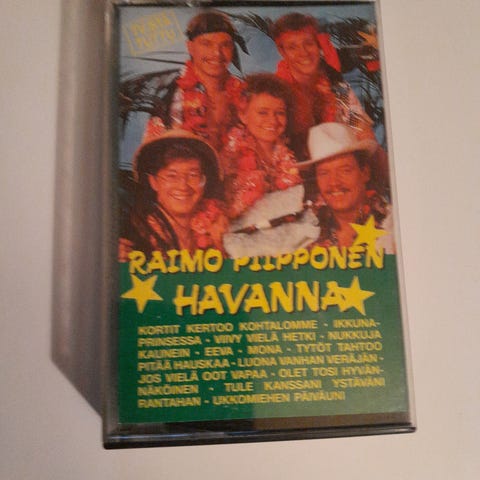 RAIMO PIIPPONEN
HAVANNA
KORTIT KERTOO KOHTALOMME - IKKUNA-
PRINSESSA - VIIVY VIELÄ HETKI - NUKKUJA
KAUNEIN - EEVA - MONA - TYTÖT TAHTOO
PITÄÄ HAUSKAA - LUONA VANHAN VERÄJÄN -
JOS VIELÄ OOT VAPAA - OLET TOSI HYVÄN-
NÄKÖINEN - TULE KANSSANI YSTÄVÄNI
RANTAHAN - UKKOMIEHEN PÄIVÄUNI